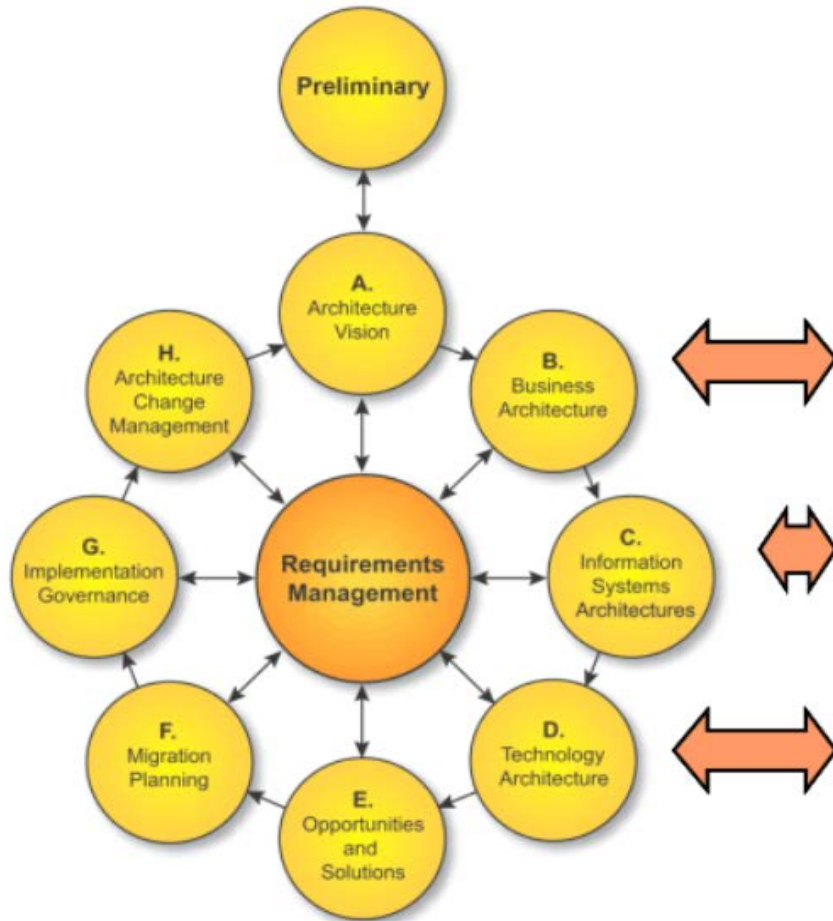 Preliminary
A.
Architecture
Vision
B.
Business
Architecture
C.
Information
Systems
Architectures
D.
Technology
Architecture
E.
Opportunities
and
Solutions
F.
Migration
Planning
G.
Implementation
Governance
H.
Architecture
Change
Management
Requirements
Management